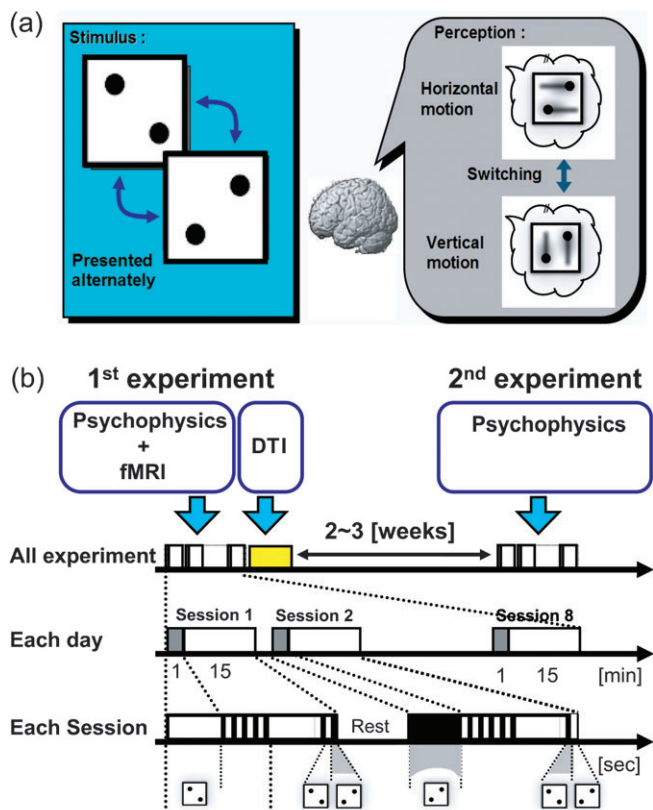 (a)
Stimulus :
Presented
alternately
Perception :
Horizontal
motion
Switching
Vertical
motion
(b)
1st experiment
2nd experiment
Psychophysics
+
fMRI
DTI
Psychophysics
2~3 [weeks]
All experiment
Session 1
Session 2
Session 8
Each day
1
15
1
15
[min]
Each Session
Rest
[sec]